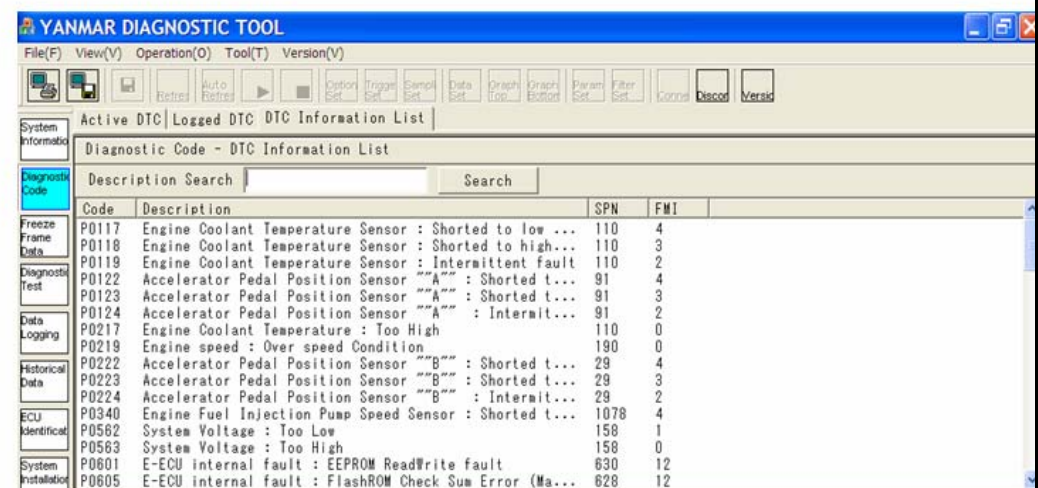 YANMAR DIAGNOSTIC TOOL
File(F) View(V) Operation(O) Tool(T) Version(V)
Refres Auto Refres Option Set Trigge Set Sampl Set Data Set Graph Top Graph Bottom Param Set Filter Set Conne Discon Versio
Active DTC Logged DTC DTC Information List
System Informatio
Diagnostic Code - DTC Information List
Diagnosti Code
Description Search Search
Code Description SPN FMI
Freeze Frame Data
P0117 Engine Coolant Temperature Sensor : Shorted to low ... 110 4
P0118 Engine Coolant Temperature Sensor : Shorted to high... 110 3
P0119 Engine Coolant Temperature Sensor : Intermittent fault 110 2
Diagnosti Test
P0122 Accelerator Pedal Position Sensor ""A"" : Shorted t... 91 4
P0123 Accelerator Pedal Position Sensor ""A"" : Shorted t... 91 3
P0124 Accelerator Pedal Position Sensor ""A"" : Intermit... 91 2
Data Logging
P0217 Engine Coolant Temperature : Too High 110 0
P0219 Engine speed : Over speed Condition 190 0
Historical Data
P0222 Accelerator Pedal Position Sensor ""B"" : Shorted t... 29 4
P0223 Accelerator Pedal Position Sensor ""B"" : Shorted t... 29 3
P0224 Accelerator Pedal Position Sensor ""B"" : Intermit... 29 2
ECU Identificat
P0340 Engine Fuel Injection Pump Speed Sensor : Shorted t... 1078 4
P0562 System Voltage : Too Low 158 1
P0563 System Voltage : Too High 158 0
System Installation
P0601 E-ECU internal fault : EEPROM ReadWrite fault 630 12
P0605 E-ECU internal fault : FlashROM Check Sum Error (Ma... 628 12